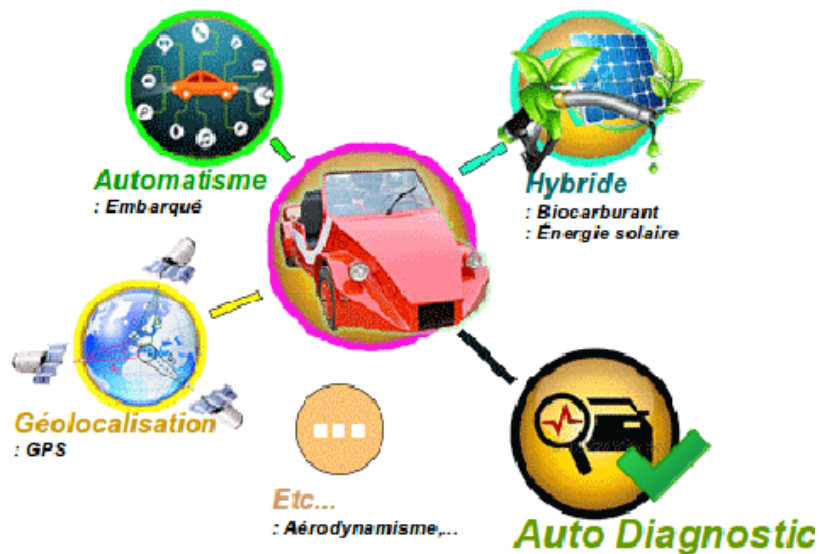 Automatisme
: Embarqué
Hybride
: Biocarburant
: Énergie solaire
Géolocalisation
: GPS
Etc...
: Aérodynamisme,...
Auto Diagnostic